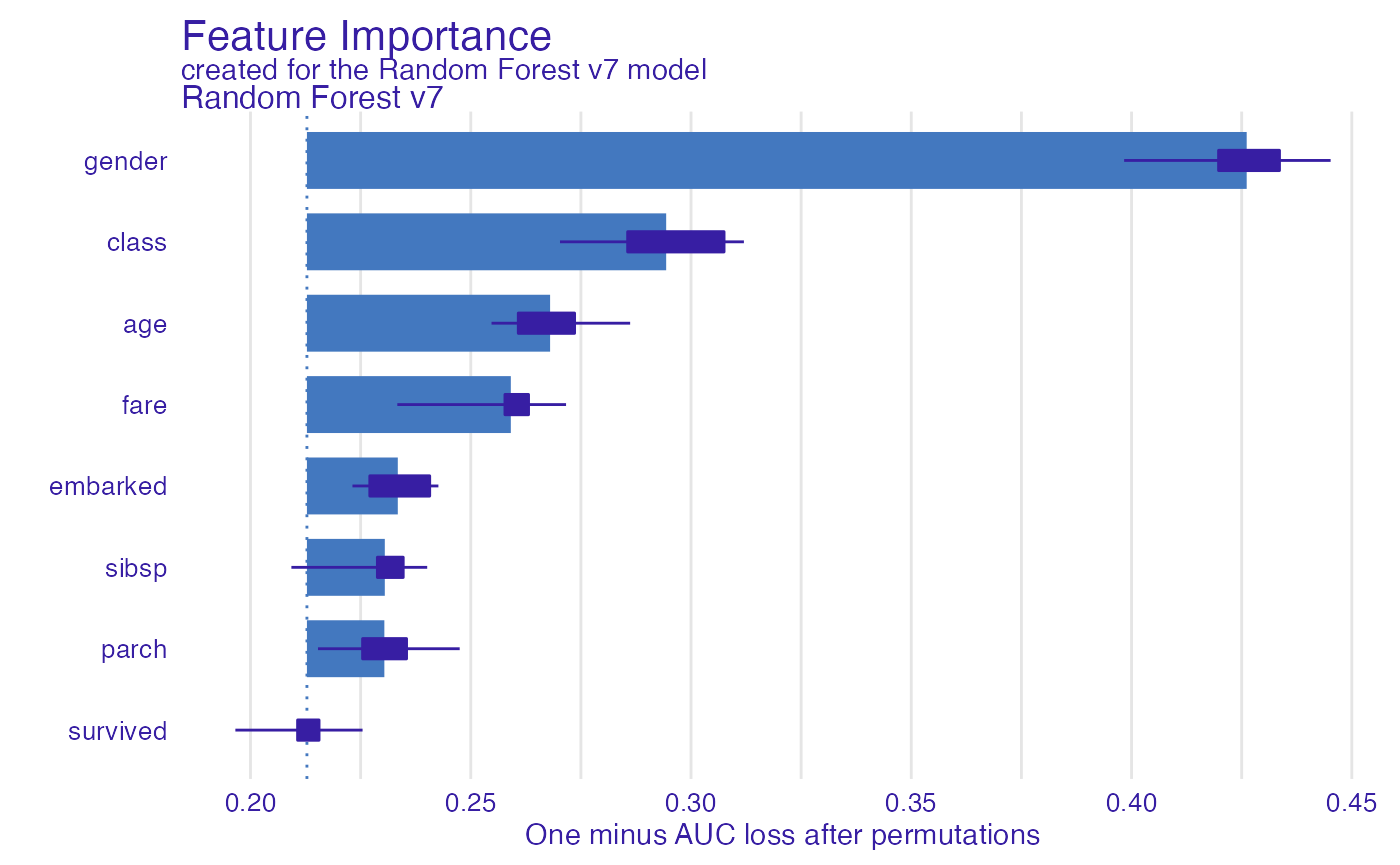 Feature Importance
created for the Random Forest v7 model
Random Forest v7
gender
class
age
fare
embarked
sibsp
parch
survived
0.20 0.25 0.30 0.35 0.40 0.45
One minus AUC loss after permutations